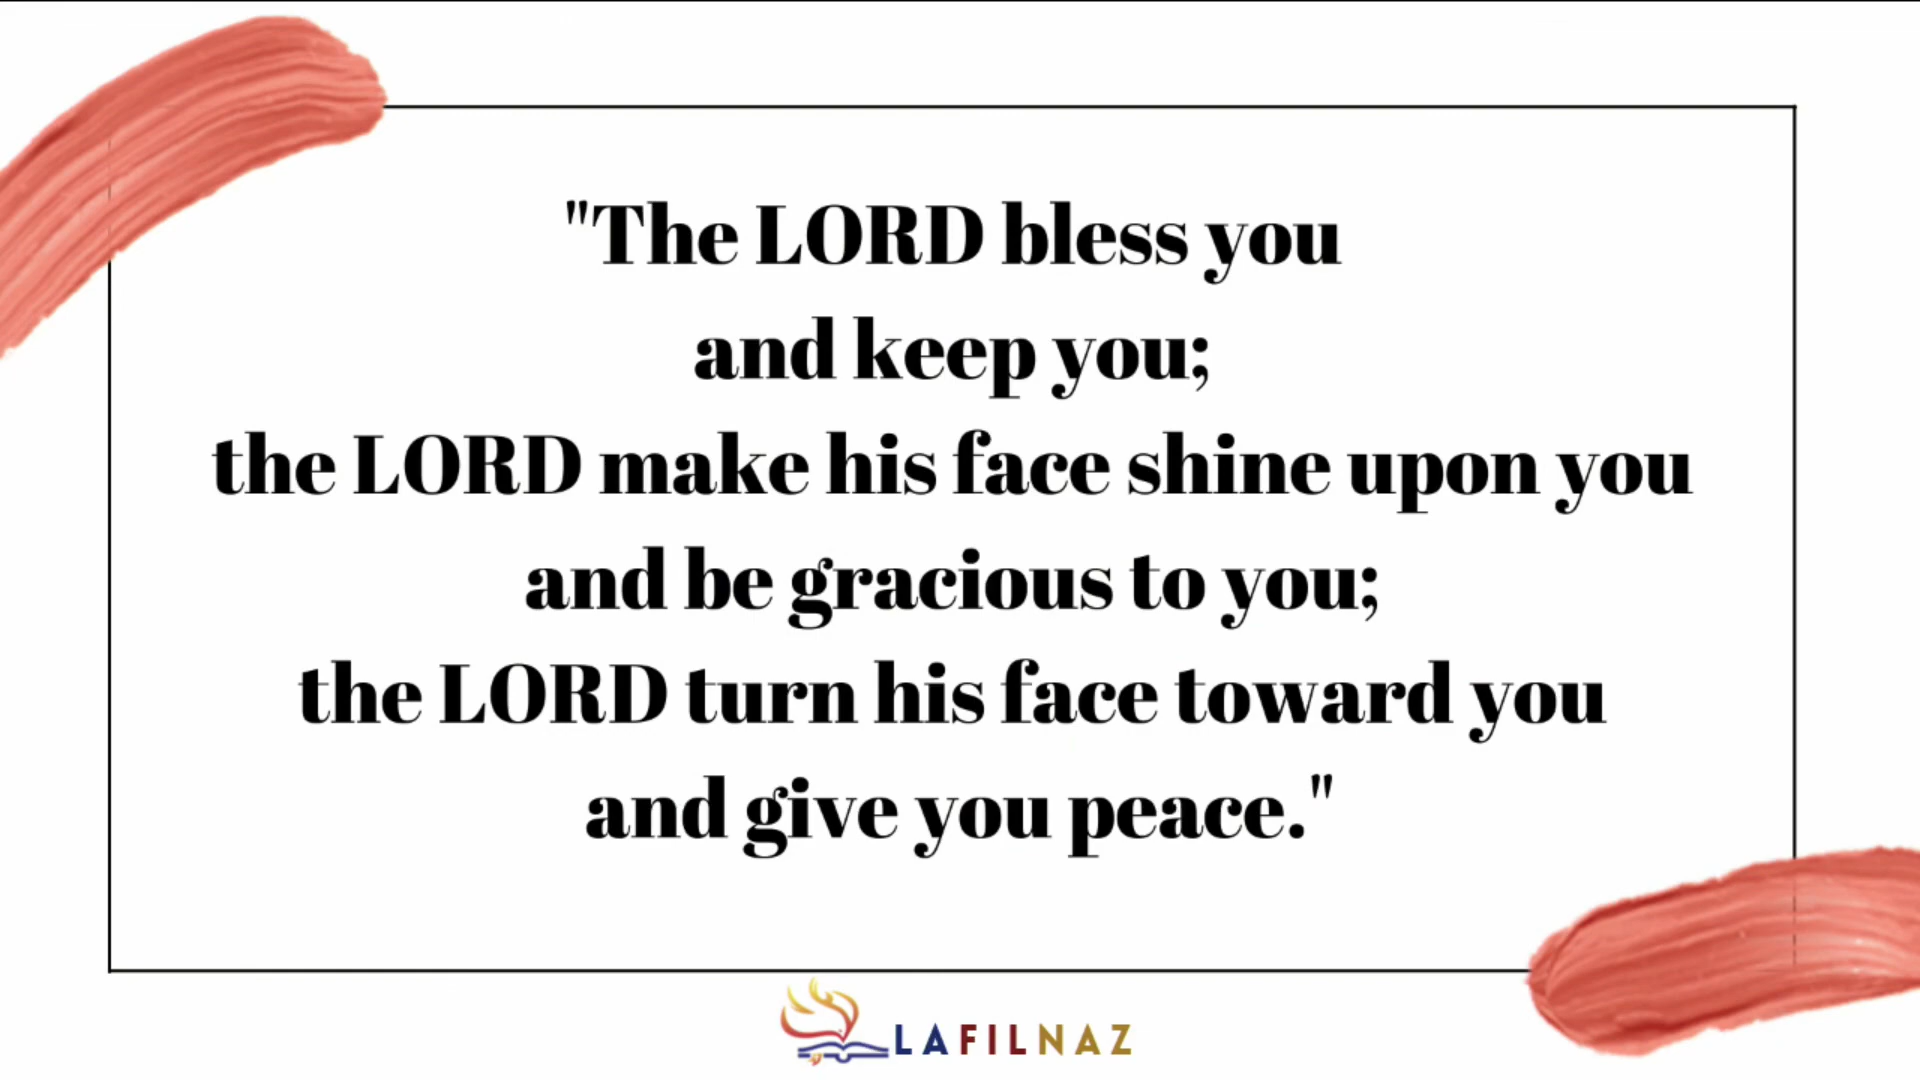 "The LORD bless you
and keep you;
the LORD make his face shine upon you
and be gracious to you;
the LORD turn his face toward you
and give you peace."
LAFILNAZ